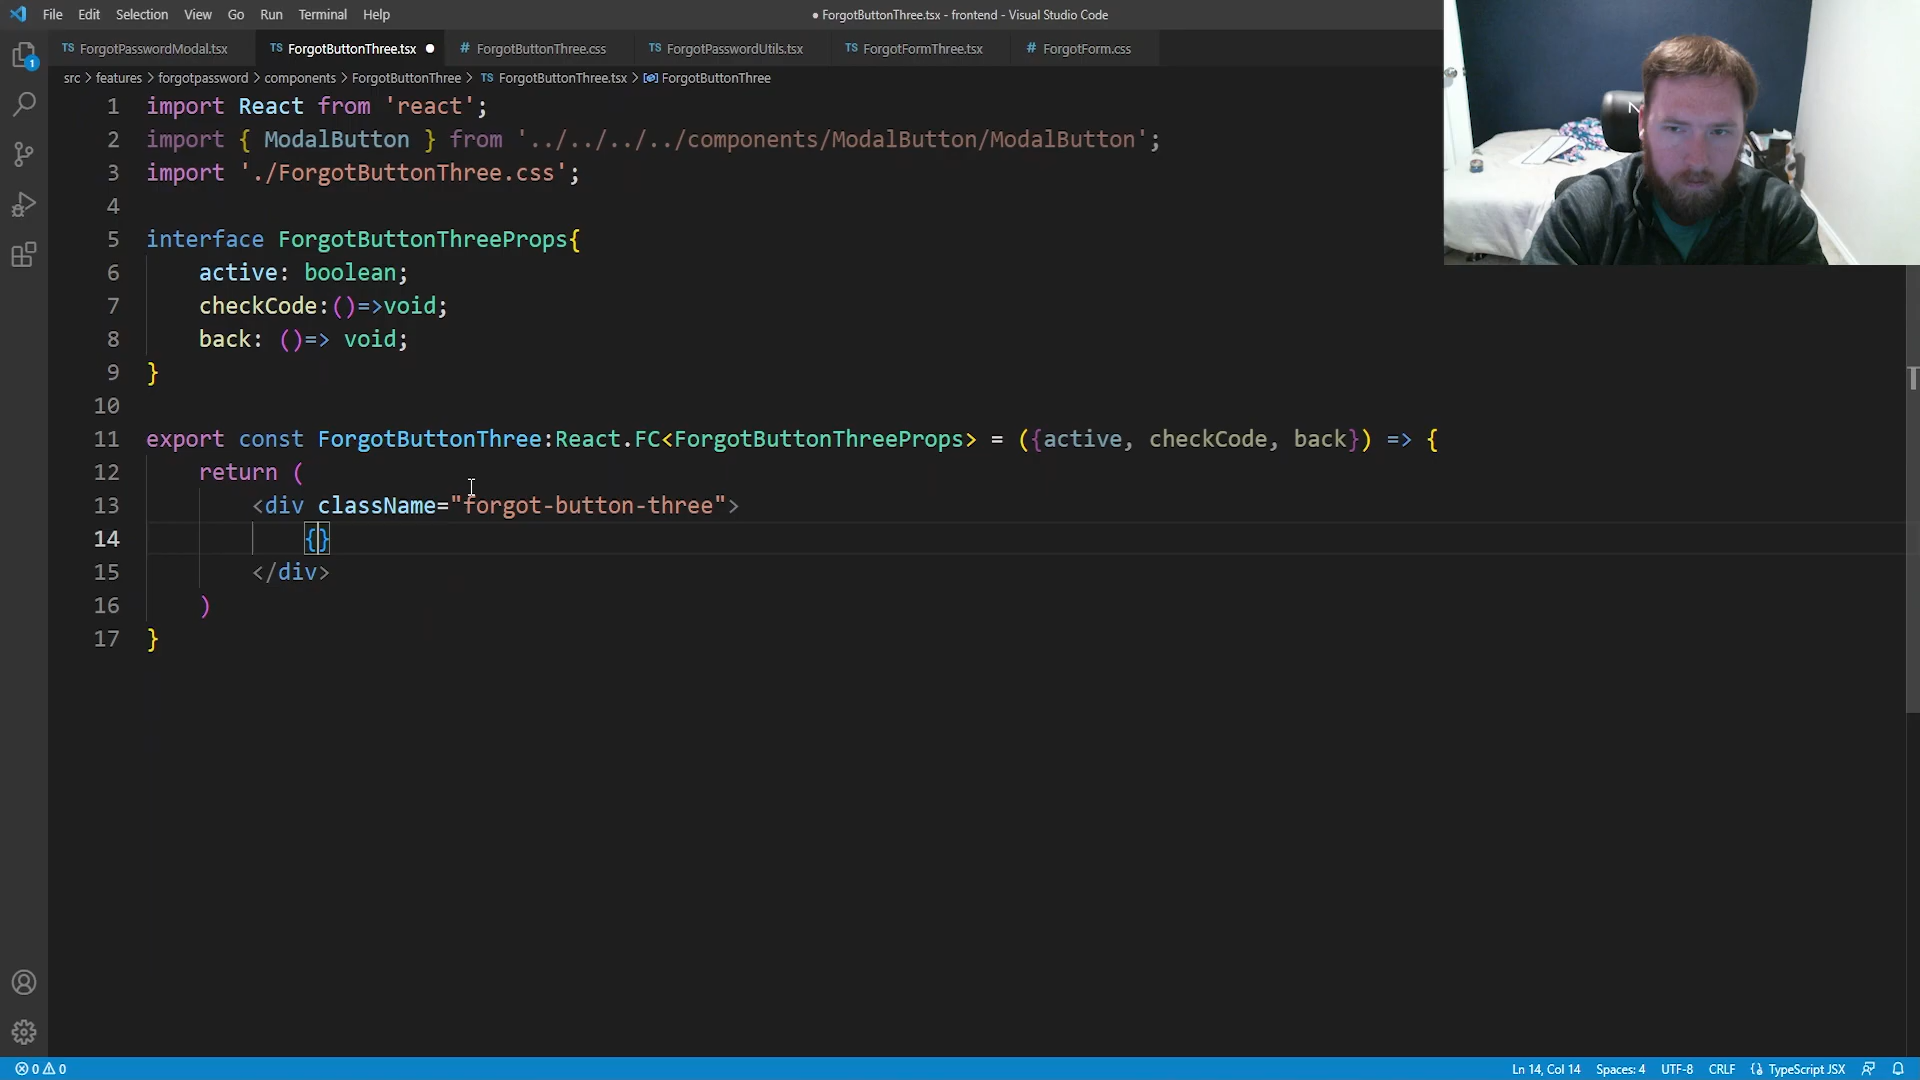 File Edit Selection View Go Run Terminal Help
● ForgotButtonThree.tsx - frontend - Visual Studio Code
TS ForgotPasswordModal.tsx TS ForgotButtonThree.tsx ● # ForgotButtonThree.css TS ForgotPasswordUtils.tsx TS ForgotFormThree.tsx # ForgotForm.css
src > features > forgotpassword > components > ForgotButtonThree > TS ForgotButtonThree.tsx > ForgotButtonThree
1 import React from 'react';
2 import { ModalButton } from '../../../../components/ModalButton/ModalButton';
3 import './ForgotButtonThree.css';
4
5 interface ForgotButtonThreeProps{
6 active: boolean;
7 checkCode:()=>void;
8 back: ()=> void;
9 }
10
11 export const ForgotButtonThree:React.FC<ForgotButtonThreeProps> = ({active, checkCode, back}) => {
12 return (
13 <div className="forgot-button-three">
14 {}
15 </div>
16 )
17 }
1
0 0 Ln 14, Col 14 Spaces: 4 UTF-8 CRLF {} TypeScript JSX